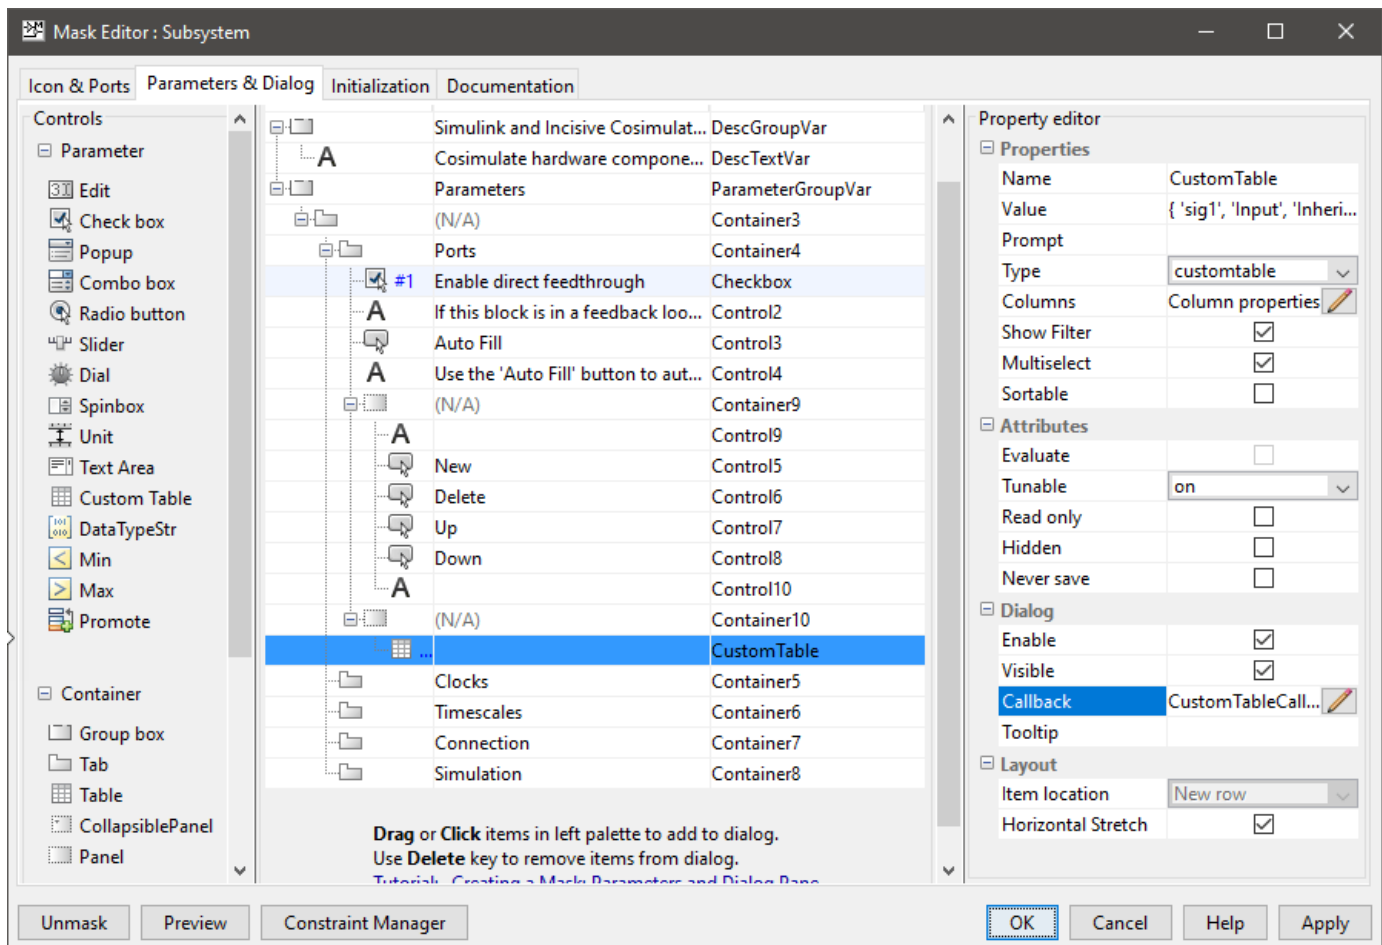 Mask Editor : Subsystem
Icon & Ports Parameters & Dialog Initialization Documentation
Controls
Parameter
Edit
Check box
Popup
Combo box
Radio button
Slider
Dial
Spinbox
Unit
Text Area
Custom Table
DataTypeStr
Min
Max
Promote
Container
Group box
Tab
Table
CollapsiblePanel
Panel
Simulink and Incisive Cosimulat... DescGroupVar
A Cosimulate hardware compone... DescTextVar
Parameters ParameterGroupVar
(N/A) Container3
Ports Container4
#1 Enable direct feedthrough Checkbox
A If this block is in a feedback loo... Control2
Auto Fill Control3
A Use the 'Auto Fill' button to aut... Control4
(N/A) Container9
A Control9
New Control5
Delete Control6
Up Control7
Down Control8
A Control10
(N/A) Container10
... CustomTable
Clocks Container5
Timescales Container6
Connection Container7
Simulation Container8
Drag or Click items in left palette to add to dialog.
Use Delete key to remove items from dialog.
Tutorial: Creating a Mask: Parameters and Dialog Pane
Property editor
Properties
Name CustomTable
Value { 'sig1', 'Input', 'Inheri...
Prompt
Type customtable
Columns Column properties
Show Filter
Multiselect
Sortable
Attributes
Evaluate
Tunable on
Read only
Hidden
Never save
Dialog
Enable
Visible
Callback CustomTableCall...
Tooltip
Layout
Item location New row
Horizontal Stretch
Unmask Preview Constraint Manager OK Cancel Help Apply